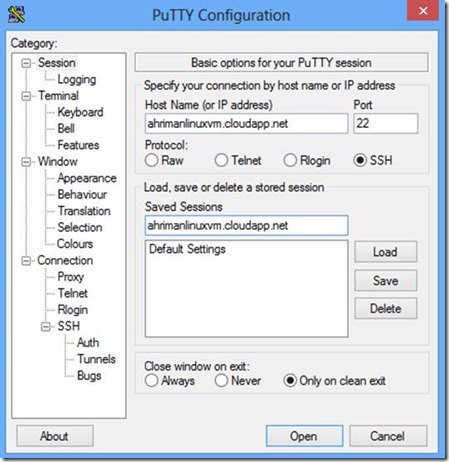 PuTTY Configuration
Category:
Session
Logging
Terminal
Keyboard
Bell
Features
Window
Appearance
Behaviour
Translation
Selection
Colours
Connection
Proxy
Telnet
Rlogin
SSH
Auth
Tunnels
Bugs
Basic options for your PuTTY session
Specify your connection by host name or IP address
Host Name (or IP address) Port
ahrimanlinuxvm.cloudapp.net 22
Protocol:
Raw Telnet Rlogin SSH
Load, save or delete a stored session
Saved Sessions
ahrimanlinuxvm.cloudapp.net
Default Settings
Load
Save
Delete
Close window on exit:
Always Never Only on clean exit
About Open Cancel